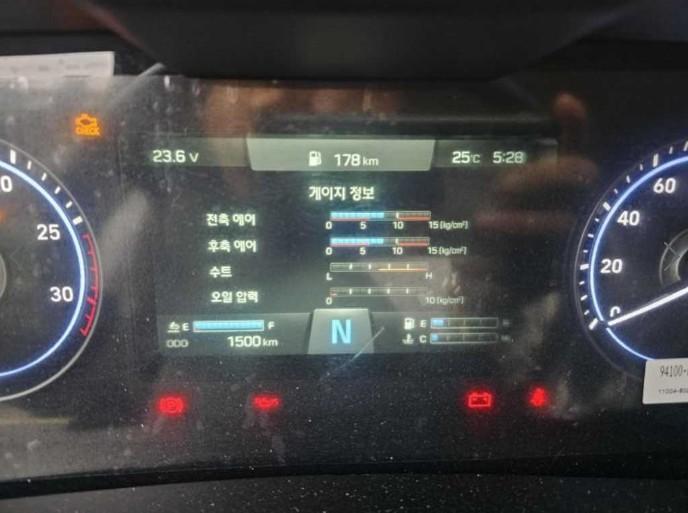 CHECK
23.6 V 178 km 25℃ 5:28
게이지 정보
전측 에어 0 5 10 15 (kg/cm²)
후측 에어 0 5 10 15 (kg/cm²)
수트 L H
오일 압력 0 10 (kg/cm²)
E F N E
ODO 1500 km C
25
30
60
40
20
0
94100-